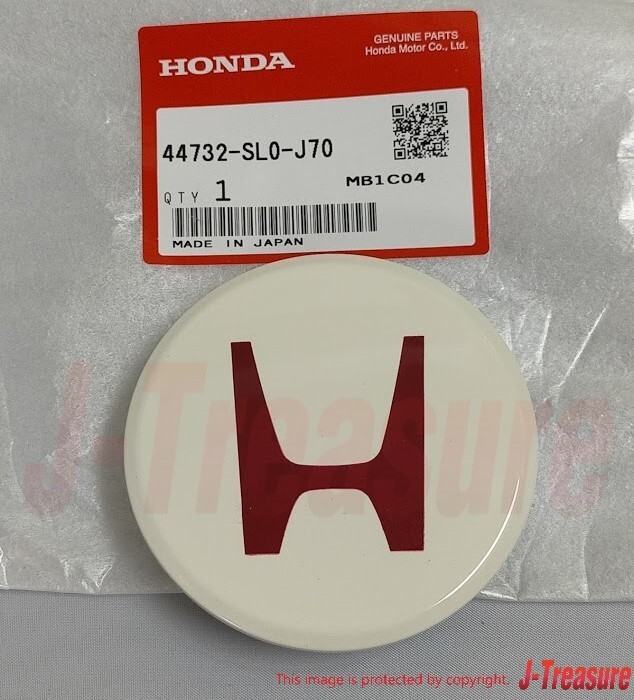 GENUINE PARTS
Honda Motor Co., Ltd.
HONDA
44732-SL0-J70
MB1C04
QTY 1
MADE IN JAPAN
H
J-Treasure
This image is protected by copyright. J-Treasure